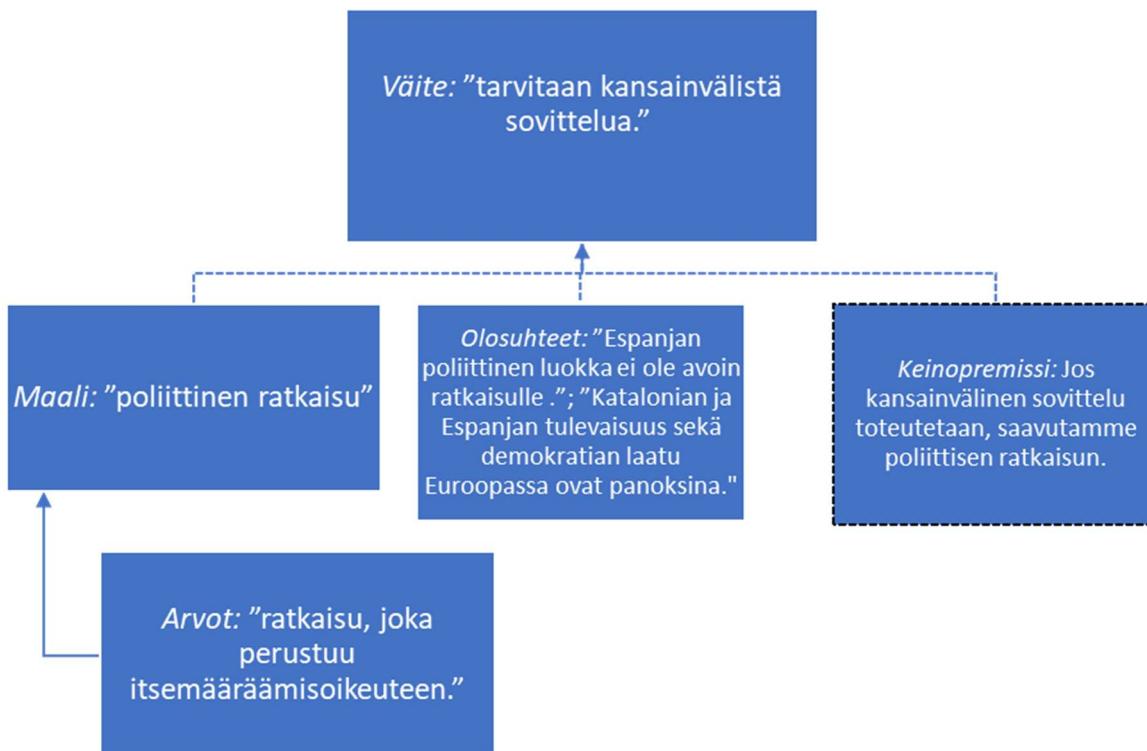 Väite: ”tarvitaan kansainvälistä
sovittelua.”
Maali: ”poliittinen ratkaisu”
Olosuhteet: ”Espanjan
poliittinen luokka ei ole avoin
ratkaisulle .”; ”Katalonian ja
Espanjan tulevaisuus sekä
demokratian laatu
Euroopassa ovat panoksina."
Keinopremissi: Jos
kansainvälinen sovittelu
toteutetaan, saavutamme
poliittisen ratkaisun.
Arvot: ”ratkaisu, joka
perustuu
itsemääräämisoikeuteen.”